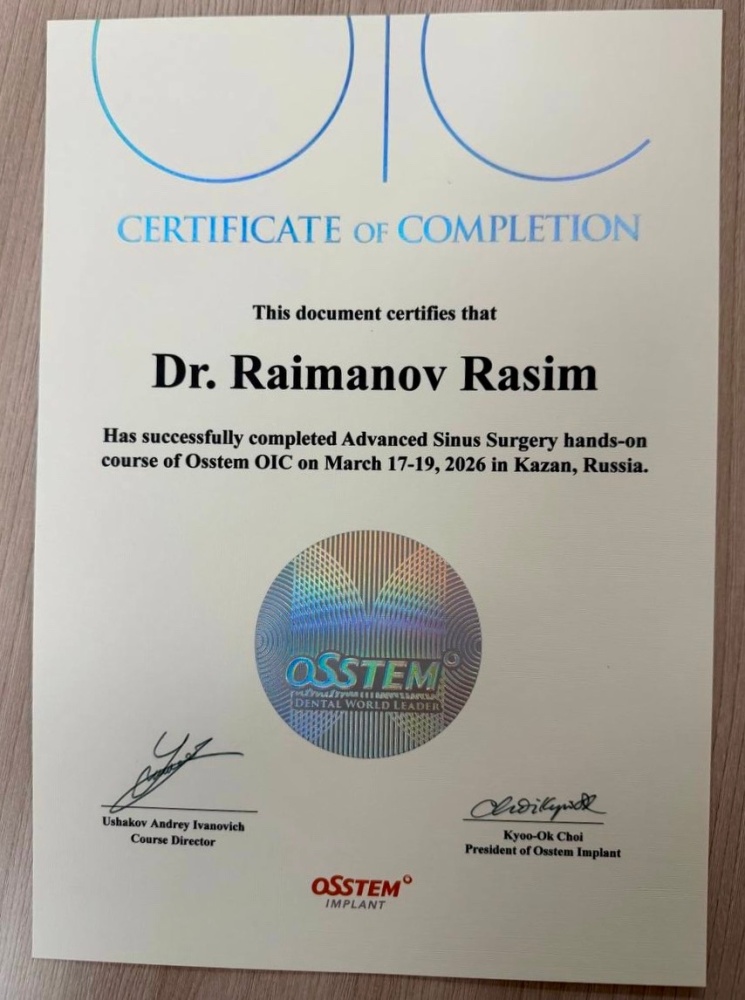 OIC
CERTIFICATE OF COMPLETION
This document certifies that
Dr. Raimanov Rasim
Has successfully completed Advanced Sinus Surgery hands-on
course of Osstem OIC on March 17-19, 2026 in Kazan, Russia.
OSSTEM
DENTAL WORLD LEADER
Ushakov Andrey Ivanovich
Course Director
Kyoo-Ok Choi
President of Osstem Implant
OSSTEM
IMPLANT